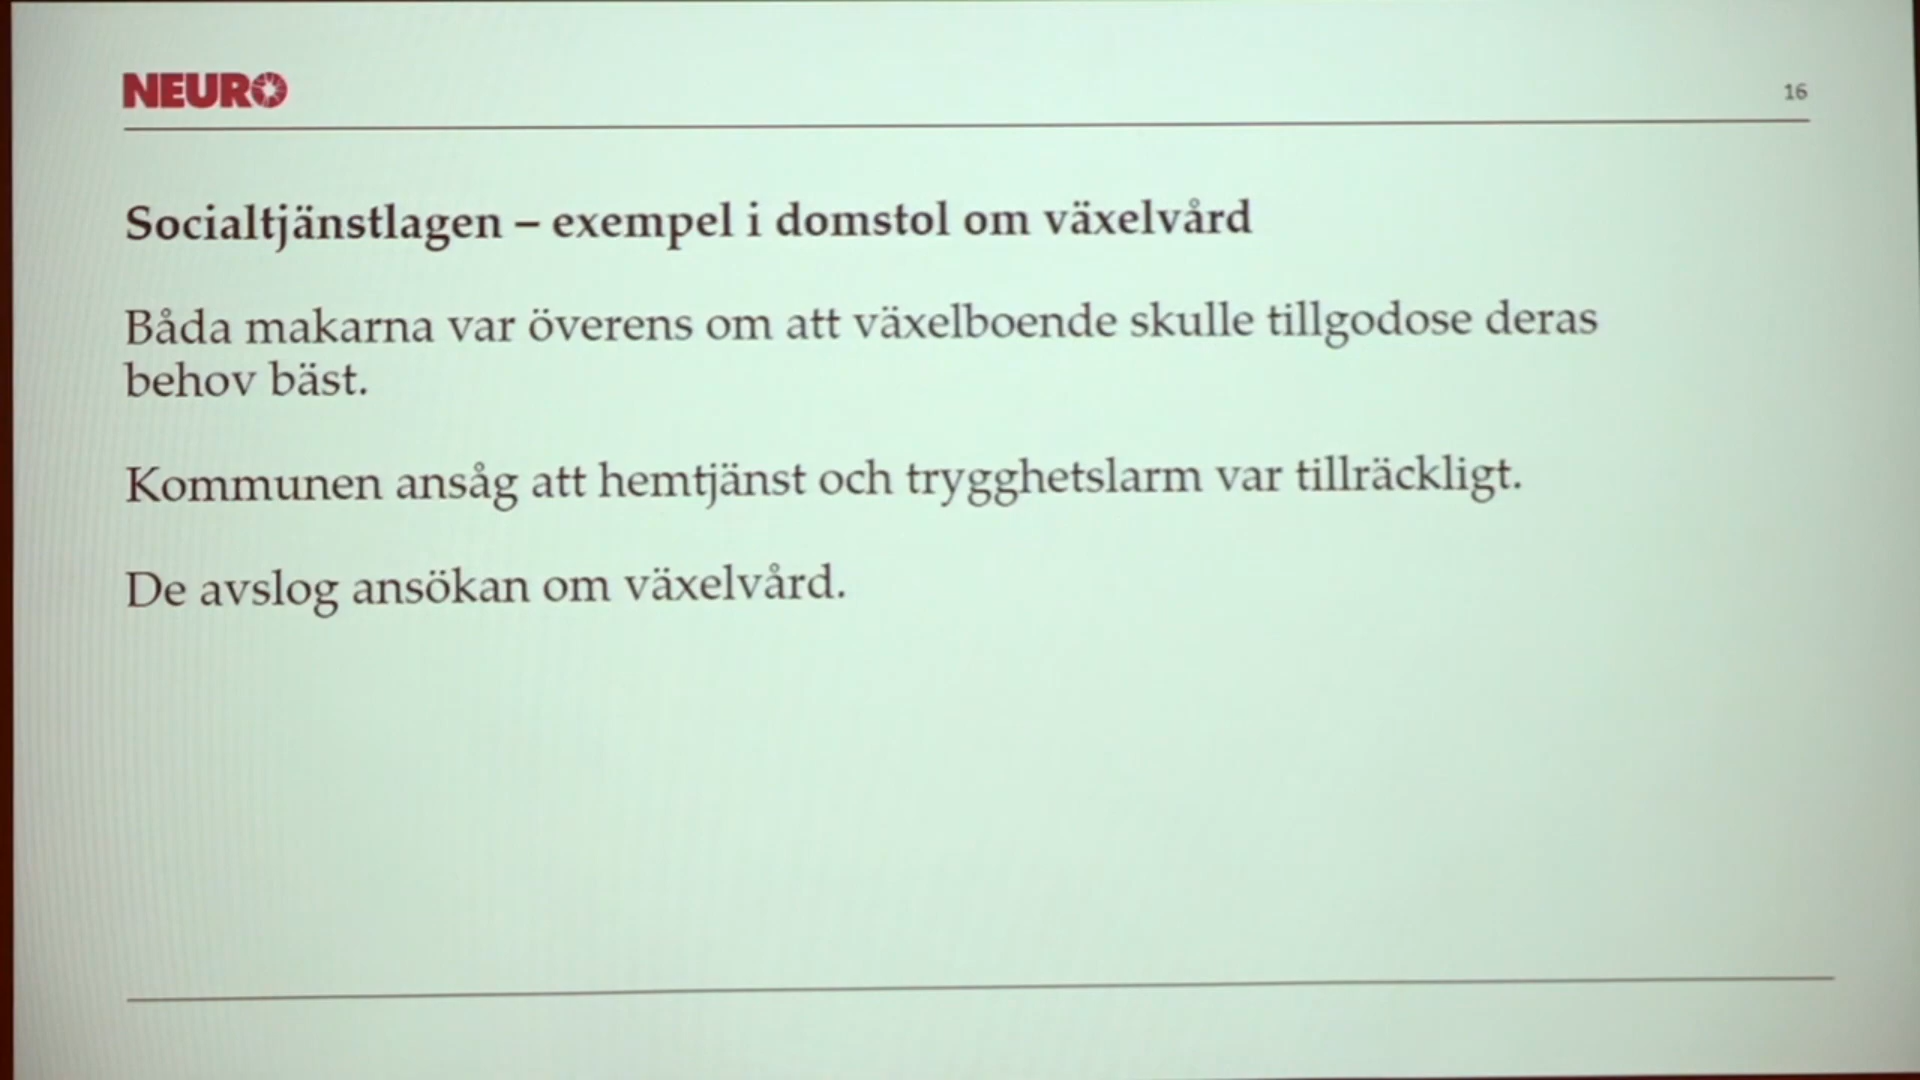 NEURO
16
Socialtjänstlagen – exempel i domstol om växelvård
Båda makarna var överens om att växelboende skulle tillgodose deras
behov bäst.
Kommunen ansåg att hemtjänst och trygghetslarm var tillräckligt.
De avslog ansökan om växelvård.